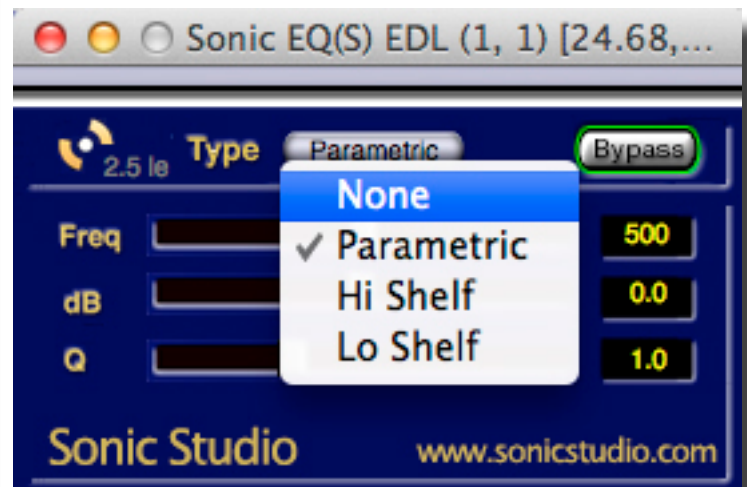 Sonic EQ(S) EDL (1, 1) [24.68,...
2.5 le Type Parametric Bypass
None
Freq ✓ Parametric 500
dB Hi Shelf 0.0
Q Lo Shelf 1.0
Sonic Studio www.sonicstudio.com